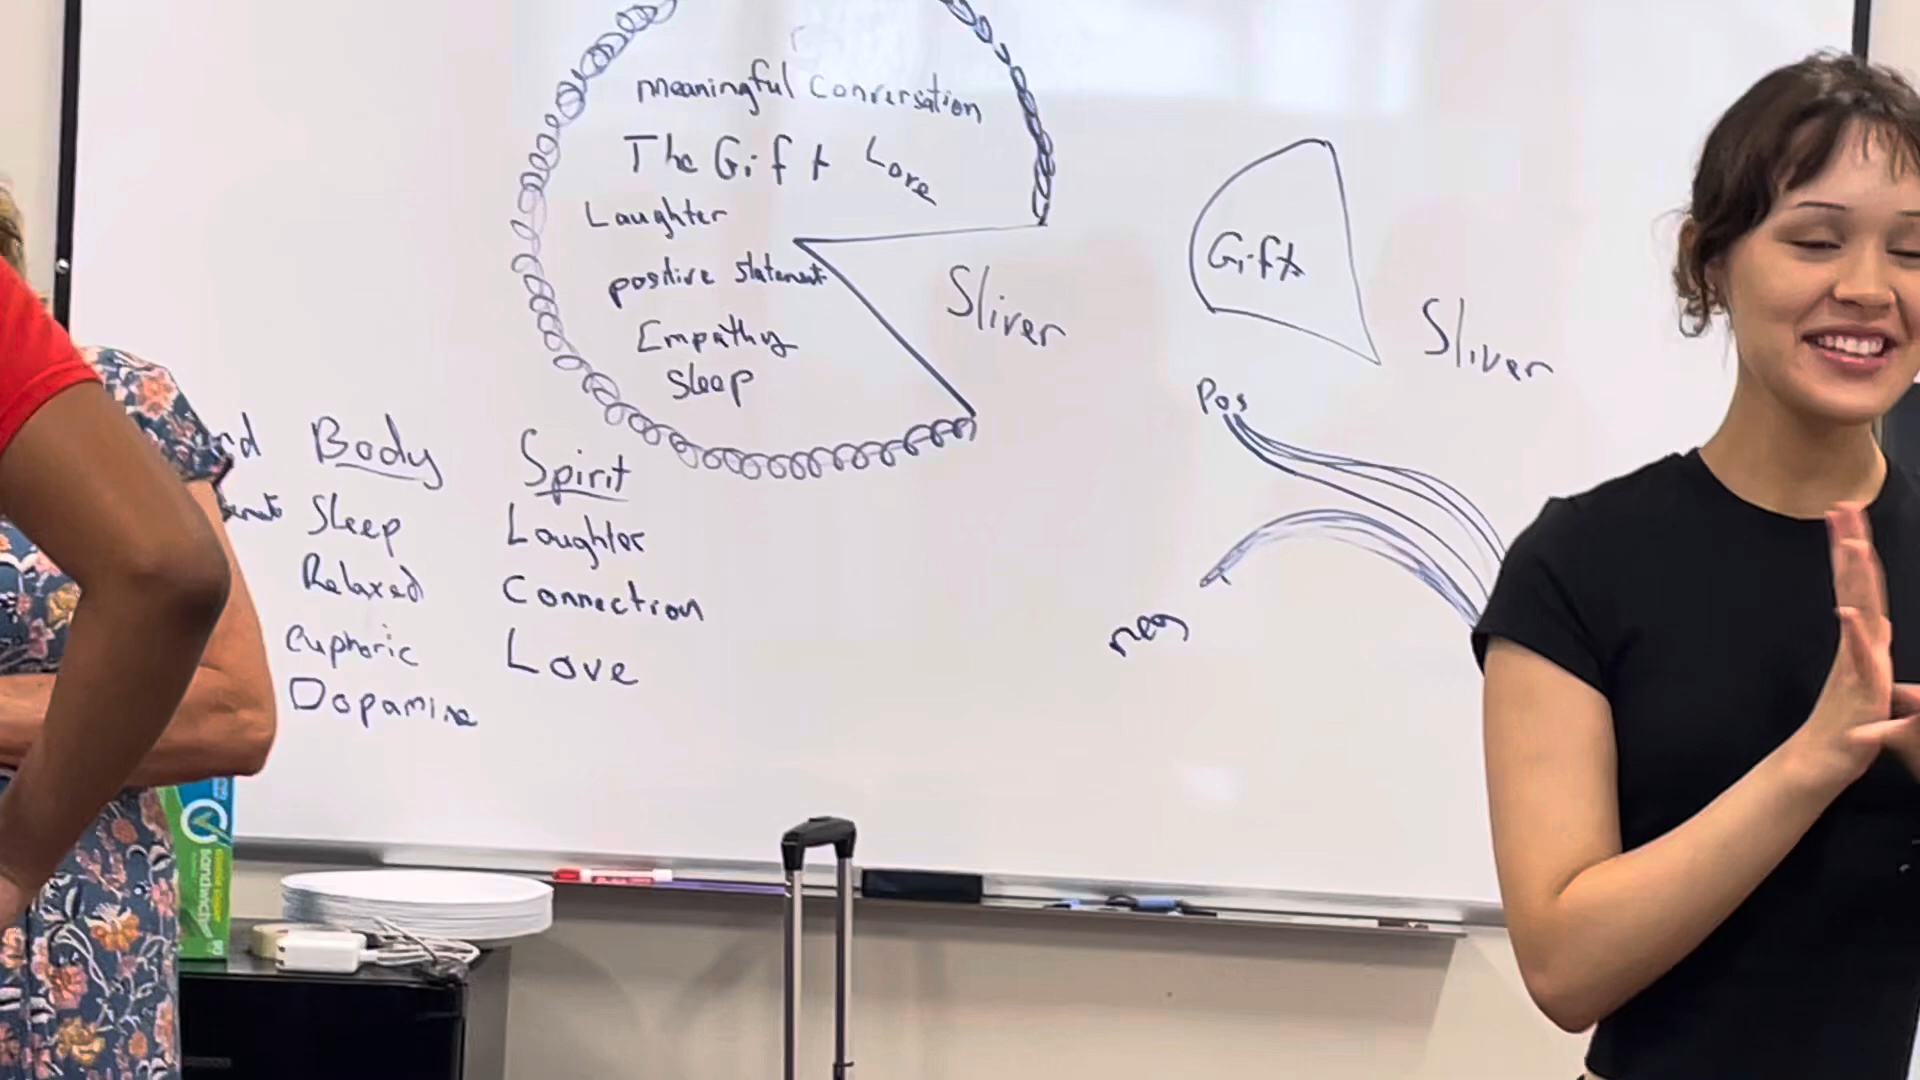 meaningful Conversation
The Gift Love
Laughter
positive statement
Empathy
Sleep
Sliver
Gift
Sliver
Pos
neg
Body
Sleep
Relaxed
euphoric
Dopamine
Spirit
Laughter
Connection
Love
sandwich